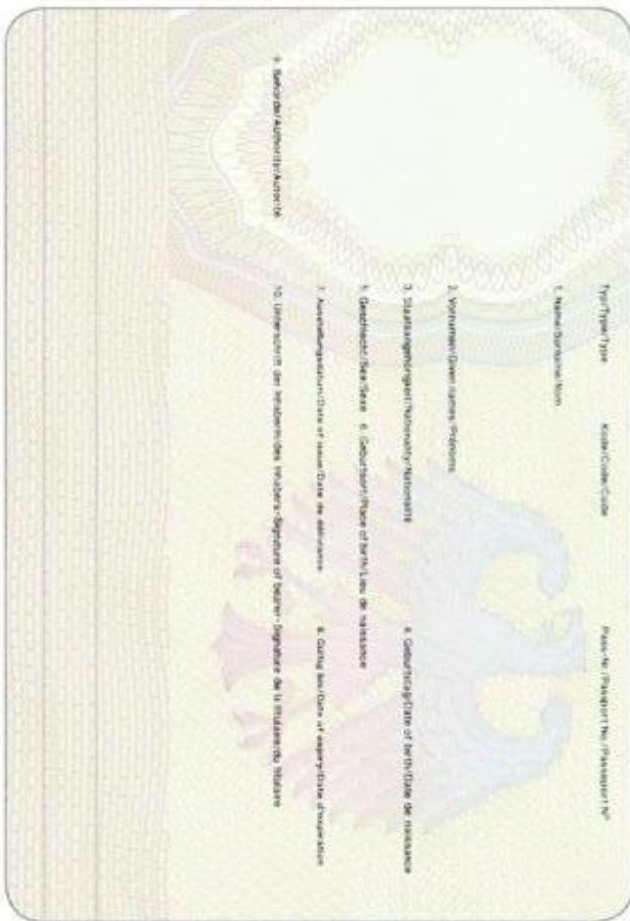 Typ/Type/Type Kode/Code/Code Pass-Nr./Passport No./Passeport N°
1. Name/Surname/Nom
2. Vornamen/Given names/Prénoms
3. Staatsangehörigkeit/Nationality/Nationalité 4. Geburtstag/Date of birth/Date de naissance
5. Geschlecht/Sex/Sexe 6. Geburtsort/Place of birth/Lieu de naissance
7. Ausstellungsdatum/Date of issue/Date de délivrance 8. Gültig bis/Date of expiry/Date d'expiration
9. Behörde/Authority/Autorité 10. Unterschrift der Inhaberin/des Inhabers-Signature of bearer-Signature de la titulaire/du titulaire